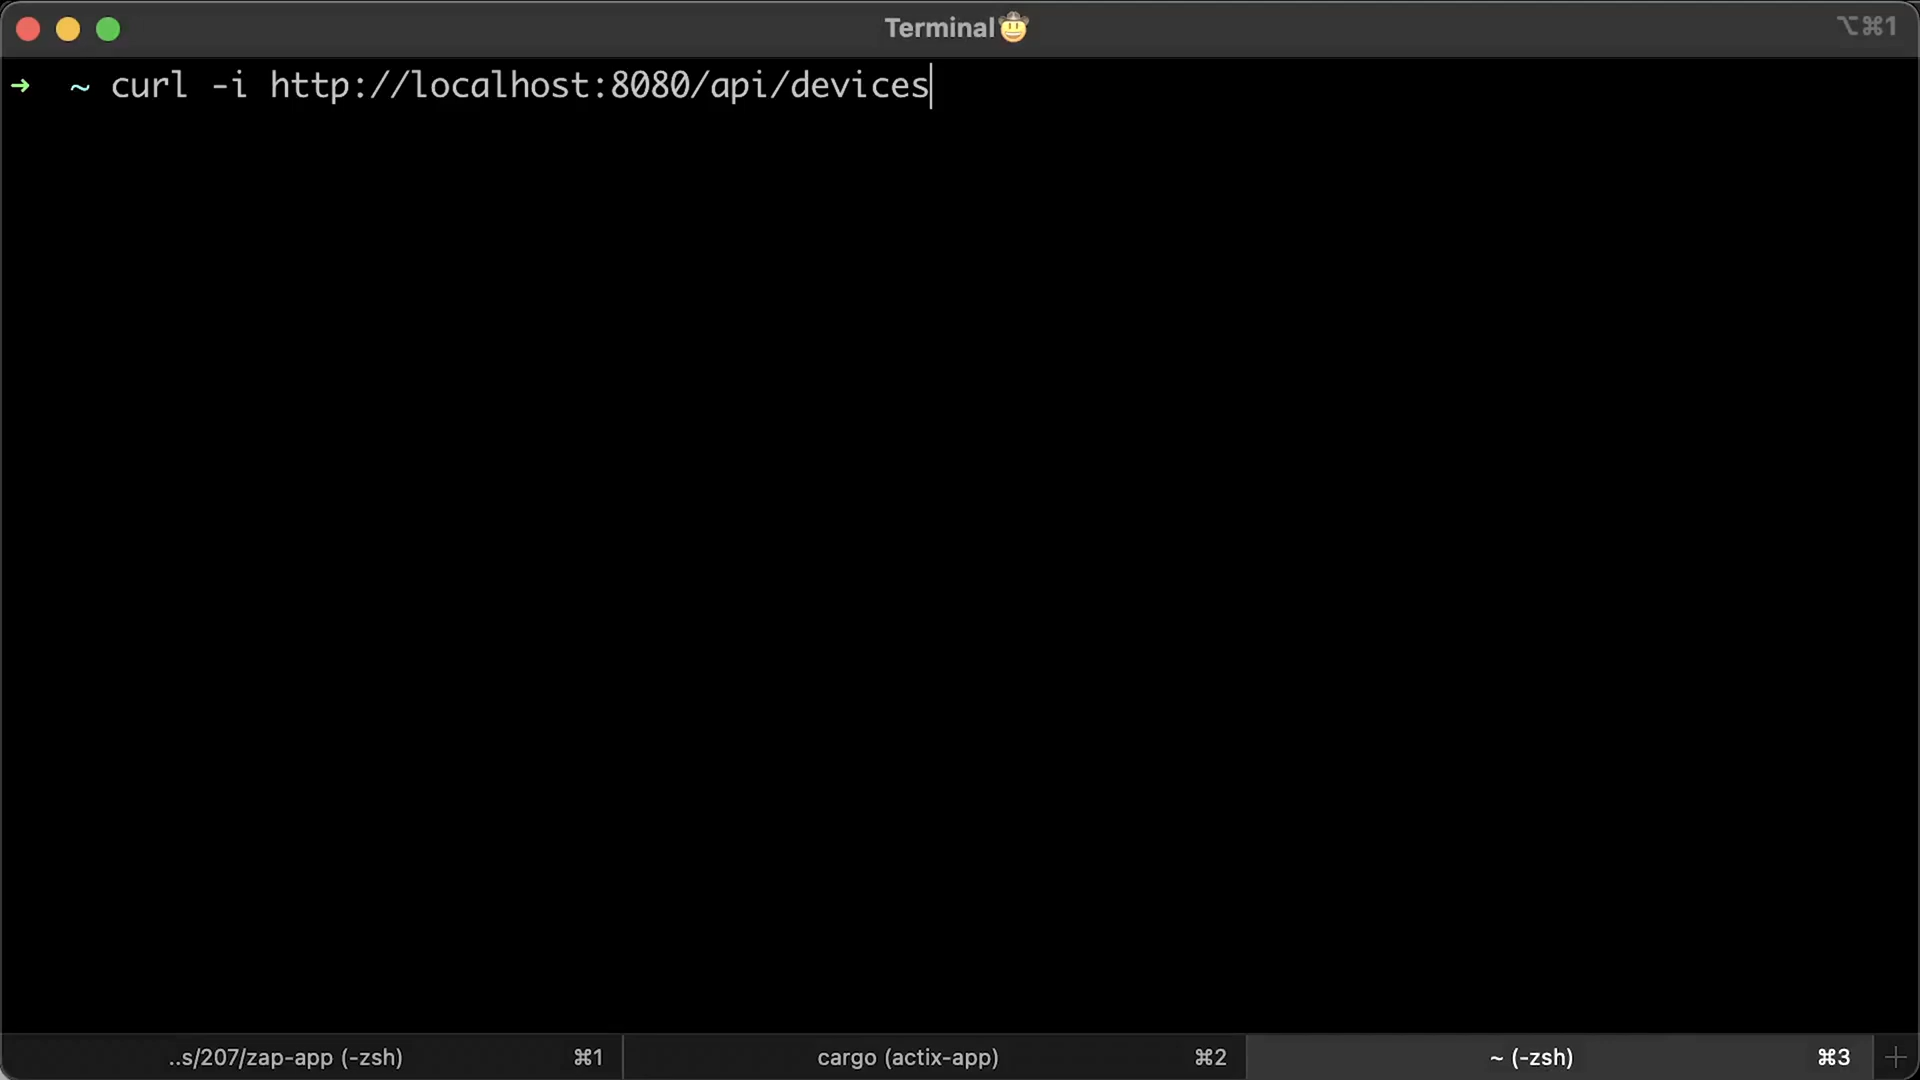 Terminal🤠
⌥⌘1
➜ ~ curl -i http://localhost:8080/api/devices
..s/207/zap-app (-zsh) ⌘1
cargo (actix-app) ⌘2
~ (-zsh) ⌘3